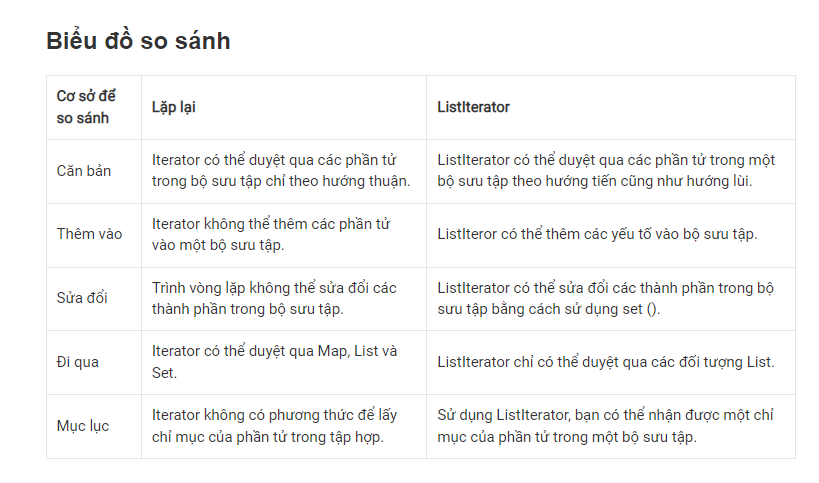 Biểu đồ so sánh
Cơ sở để
so sánh
Lặp lại
ListIterator
Căn bản
Iterator có thể duyệt qua các phần tử
trong bộ sưu tập chỉ theo hướng thuận.
ListIterator có thể duyệt qua các phần tử trong một
bộ sưu tập theo hướng tiến cũng như hướng lùi.
Thêm vào
Iterator không thể thêm các phần tử
vào một bộ sưu tập.
ListIteror có thể thêm các yếu tố vào bộ sưu tập.
Sửa đổi
Trình vòng lặp không thể sửa đổi các
thành phần trong bộ sưu tập.
ListIterator có thể sửa đổi các thành phần trong bộ
sưu tập bằng cách sử dụng set ().
Đi qua
Iterator có thể duyệt qua Map, List và
Set.
ListIterator chỉ có thể duyệt qua các đối tượng List.
Mục lục
Iterator không có phương thức để lấy
chỉ mục của phần tử trong tập hợp.
Sử dụng ListIterator, bạn có thể nhận được một chỉ
mục của phần tử trong một bộ sưu tập.